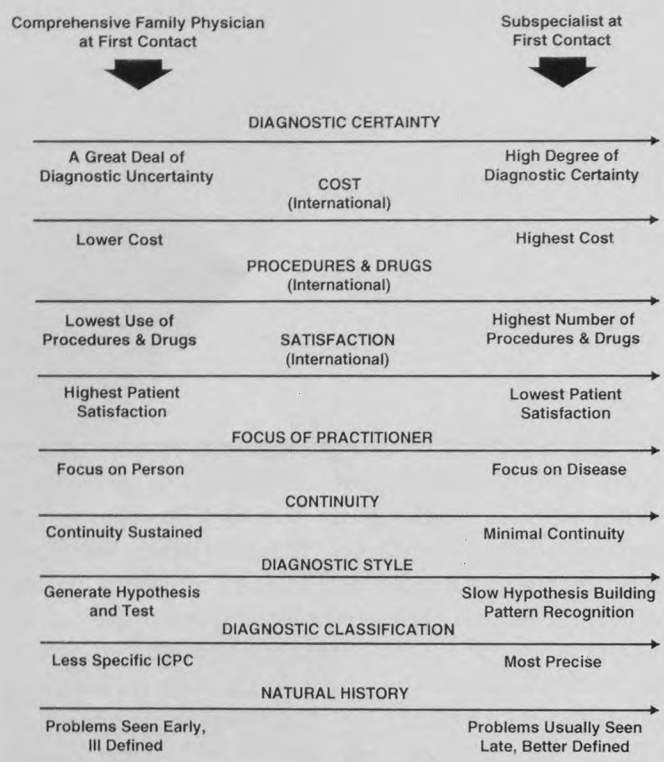 Comprehensive Family Physician
at First Contact
Subspecialist at
First Contact
DIAGNOSTIC CERTAINTY
A Great Deal of
Diagnostic Uncertainty
High Degree of
Diagnostic Certainty
COST
(International)
Lower Cost
Highest Cost
PROCEDURES & DRUGS
(International)
Lowest Use of
Procedures & Drugs
Highest Number of
Procedures & Drugs
SATISFACTION
(International)
Highest Patient
Satisfaction
Lowest Patient
Satisfaction
FOCUS OF PRACTITIONER
Focus on Person
Focus on Disease
CONTINUITY
Continuity Sustained
Minimal Continuity
DIAGNOSTIC STYLE
Generate Hypothesis
and Test
Slow Hypothesis Building
Pattern Recognition
DIAGNOSTIC CLASSIFICATION
Less Specific ICPC
Most Precise
NATURAL HISTORY
Problems Seen Early,
Ill Defined
Problems Usually Seen
Late, Better Defined